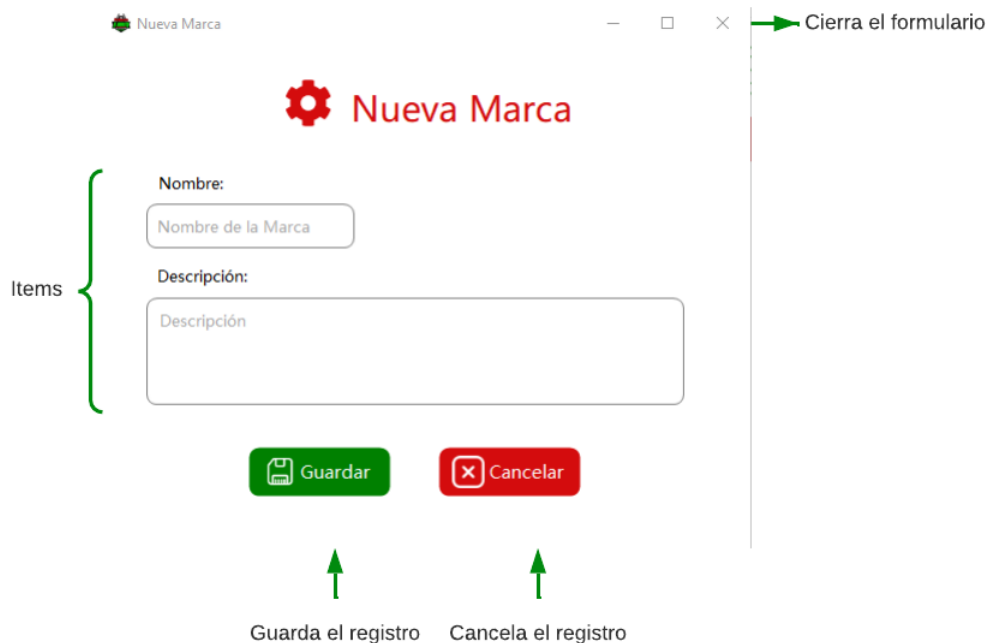 Nueva Marca
Cierra el formulario
Nueva Marca
Nombre:
Nombre de la Marca
Descripción:
Items
Descripción
Guardar
Cancelar
Guarda el registro
Cancela el registro